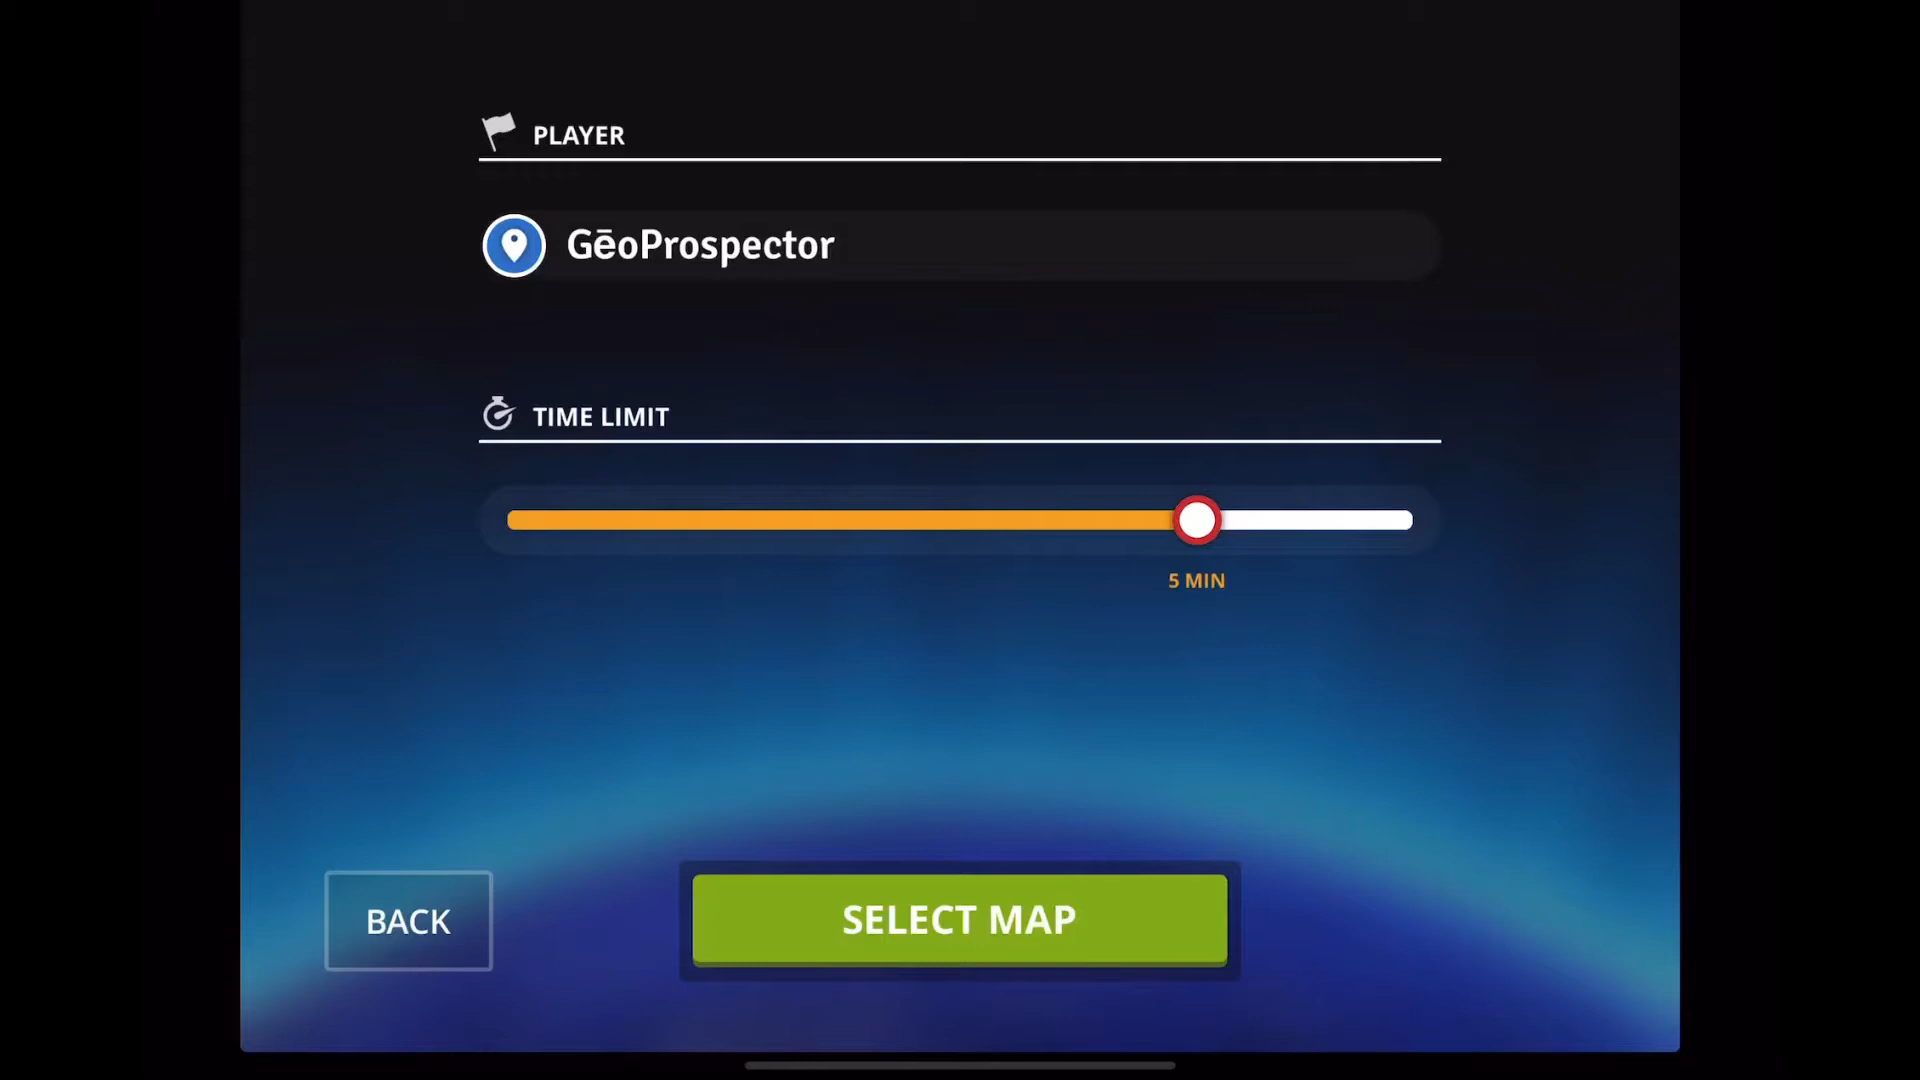 PLAYER
GēoProspector
TIME LIMIT
5 MIN
BACK
SELECT MAP